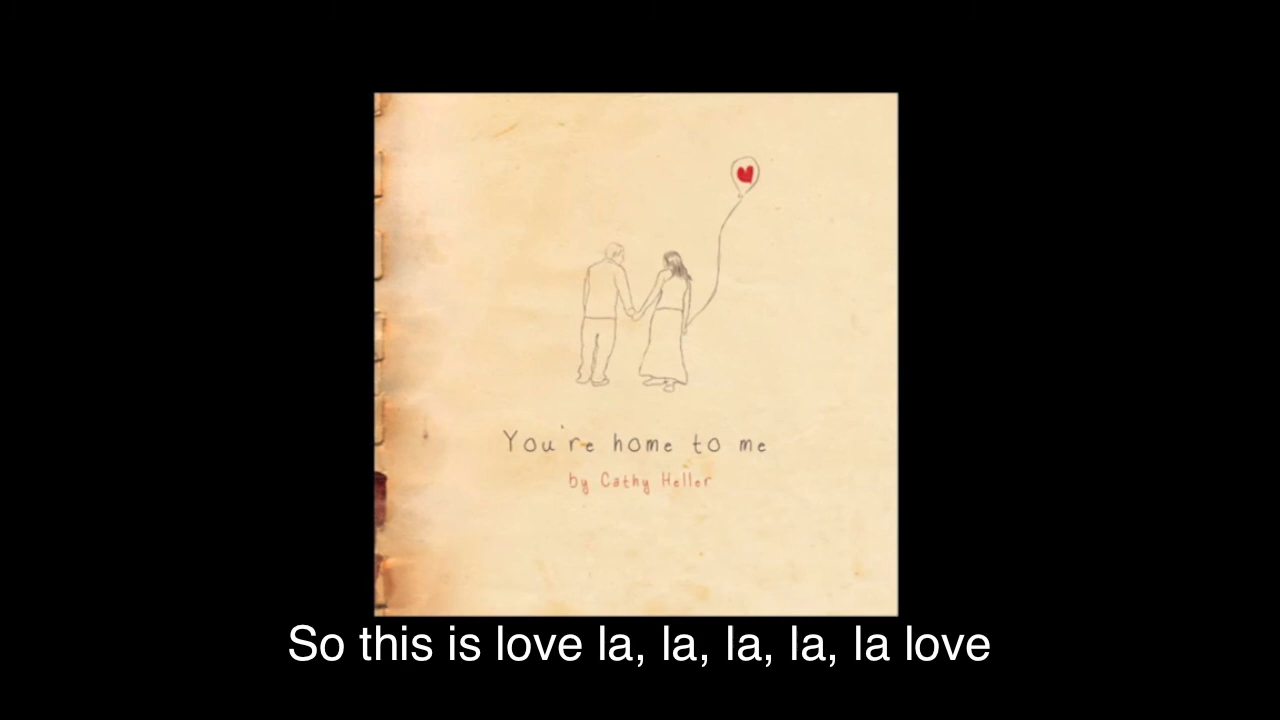 You're home to me
by Cathy Heller
So this is love la, la, la, la, la love